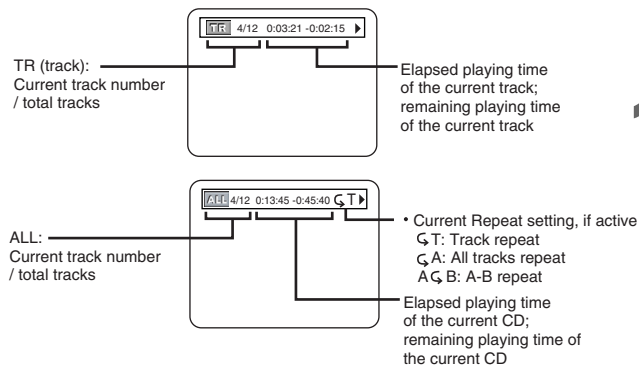 TR 4/12 0:03:21 -0:02:15
TR (track):
Current track number
/ total tracks
Elapsed playing time
of the current track;
remaining playing time
of the current track
ALL 4/12 0:13:45 -0:45:40 T
ALL:
Current track number
/ total tracks
• Current Repeat setting, if active
T: Track repeat
A: All tracks repeat
A B: A-B repeat
Elapsed playing time
of the current CD;
remaining playing time of
the current CD